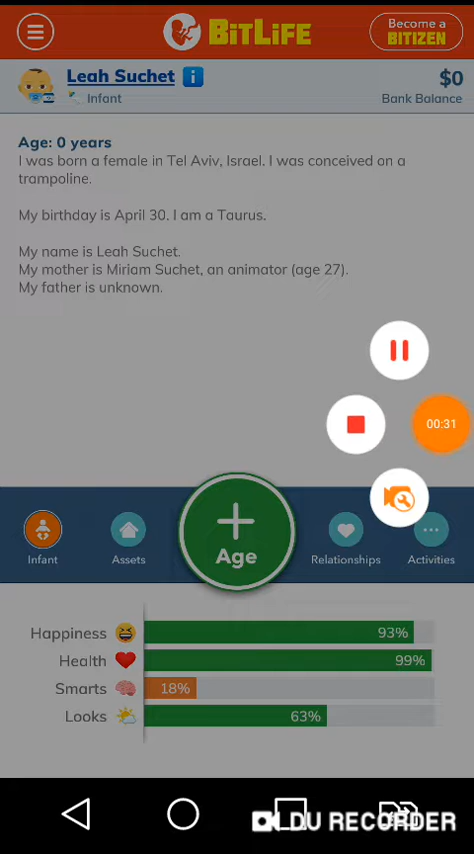 BitLife
Become a
BITIZEN
Leah Suchet i
$0
Infant
Bank Balance
Age: 0 years
I was born a female in Tel Aviv, Israel. I was conceived on a
trampoline.
My birthday is April 30. I am a Taurus.
My name is Leah Suchet.
My mother is Miriam Suchet, an animator (age 27).
My father is unknown.
00:31
+
Age
Infant
Assets
Relationships
Activities
Happiness 93%
Health 99%
Smarts 18%
Looks 63%
DU RECORDER